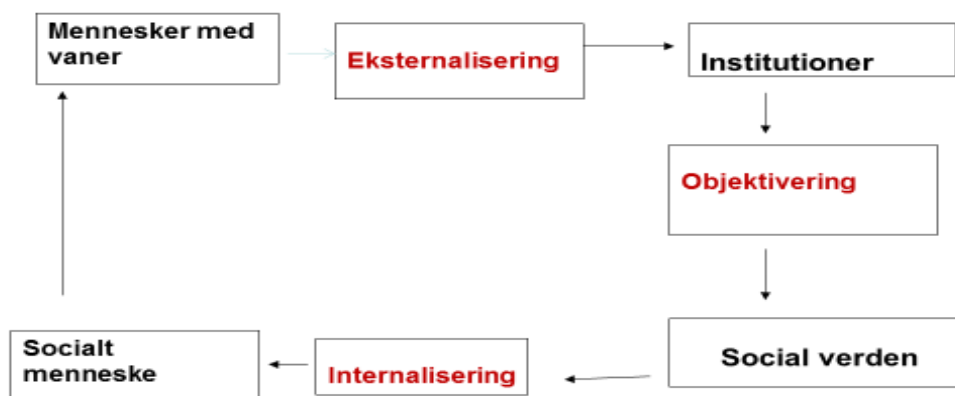 Mennesker med
vaner
Eksternalisering
Institutioner
Objektivering
Social verden
Internalisering
Socialt
menneske